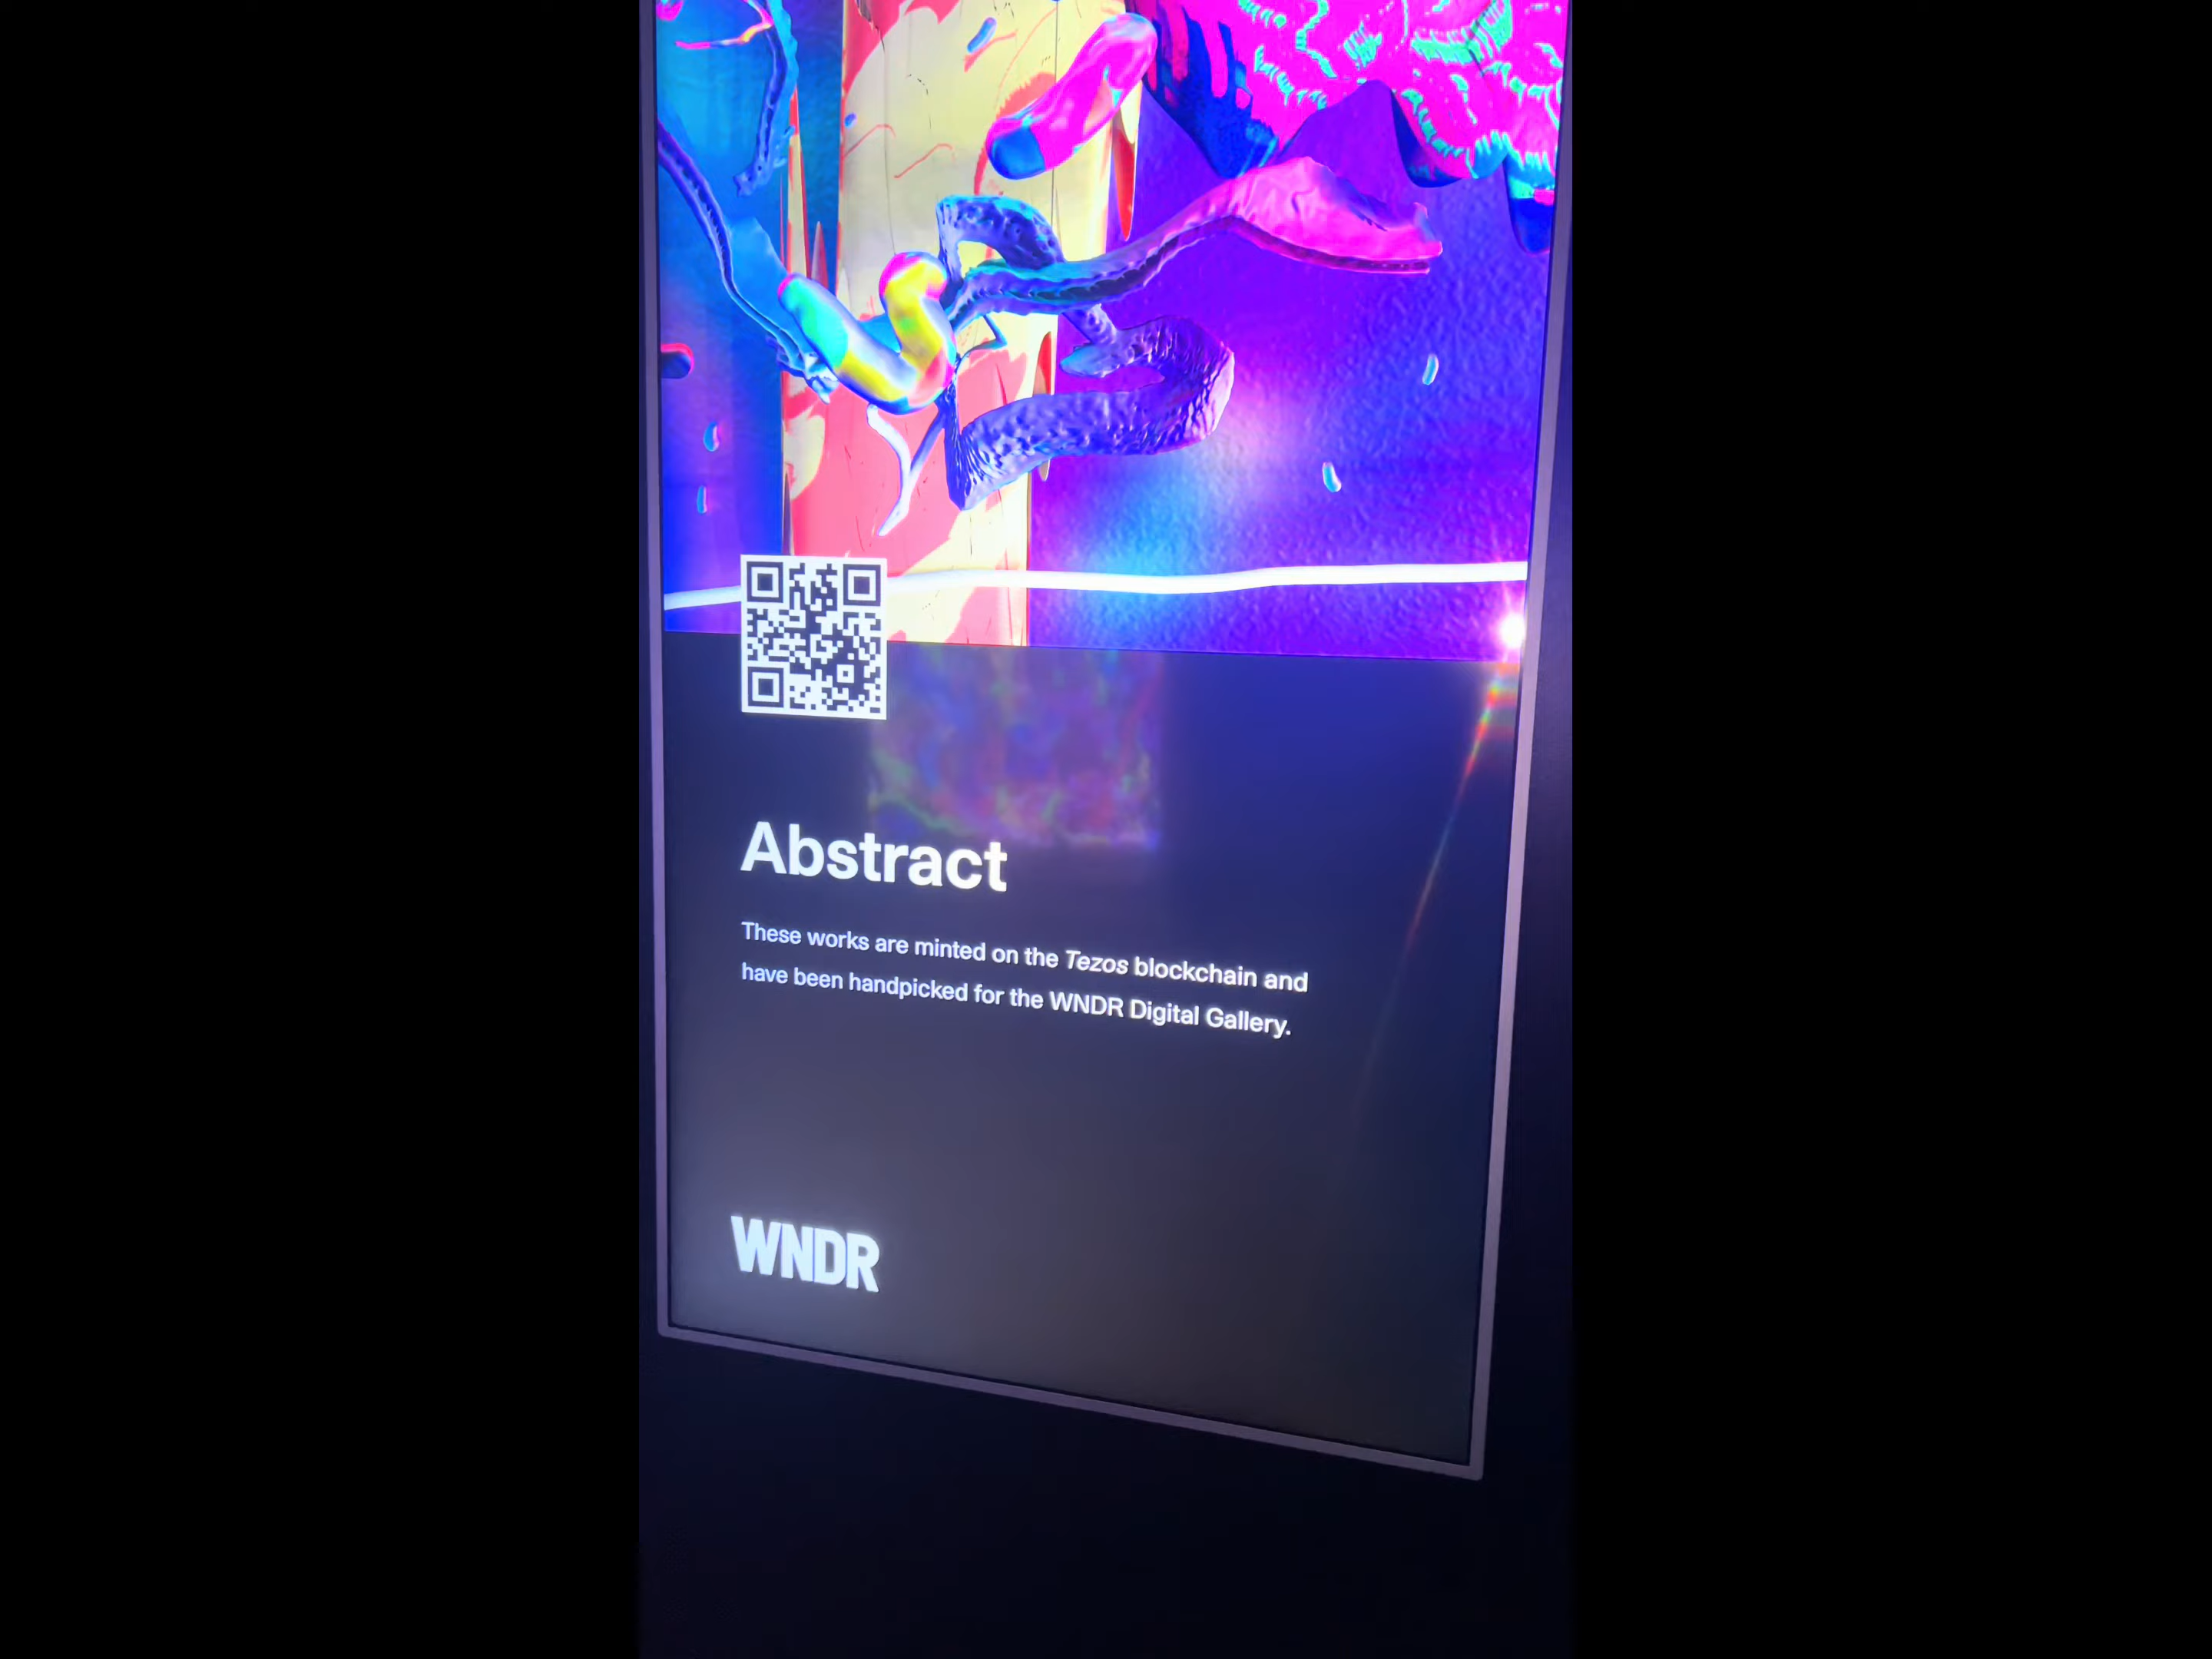 Abstract
These works are minted on the Tezos blockchain and
have been handpicked for the WNDR Digital Gallery.
WNDR